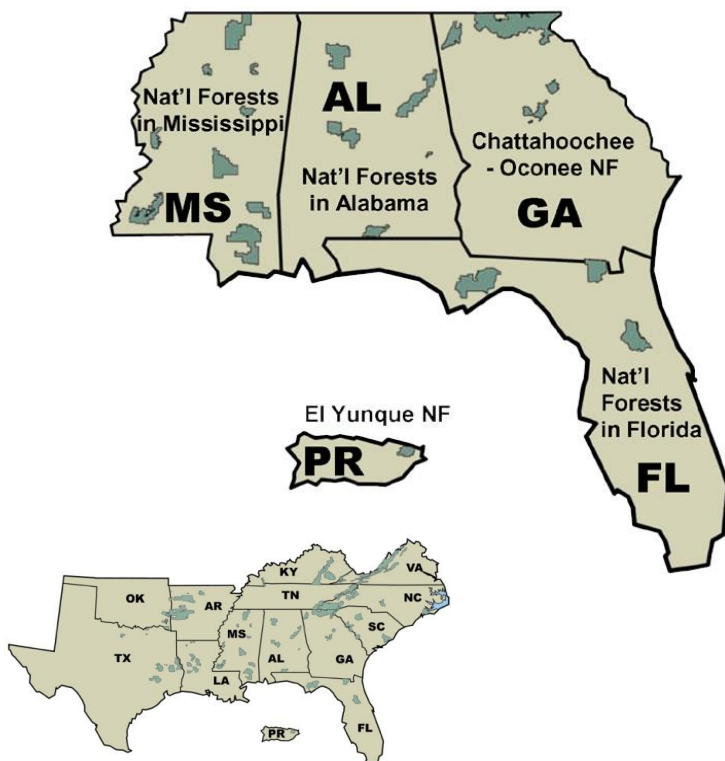 Nat'l Forests
in Mississippi
MS
AL
Nat'l Forests
in Alabama
Chattahoochee
- Oconee NF
GA
Nat'l
Forests
in Florida
FL
El Yunque NF
PR
KY
VA
OK
AR
TN
NC
MS
SC
TX
AL
GA
LA
FL
PR